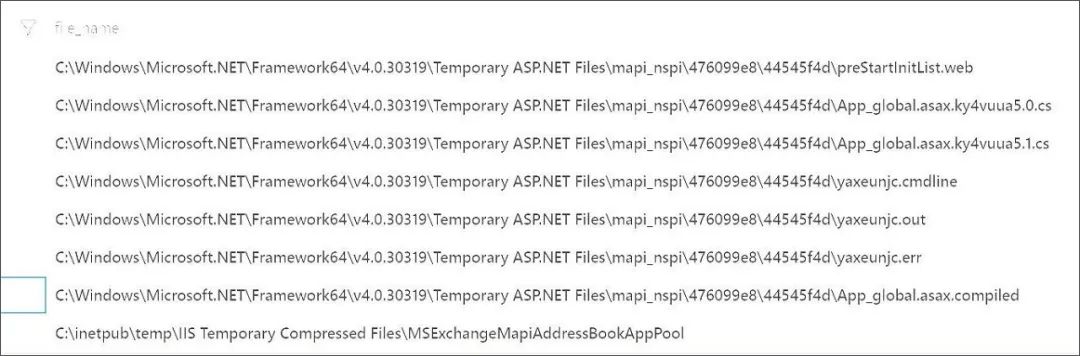 file_name
C:\Windows\Microsoft.NET\Framework64\v4.0.30319\Temporary ASP.NET Files\mapi_nspi\476099e8\44545f4d\preStartInitList.web
C:\Windows\Microsoft.NET\Framework64\v4.0.30319\Temporary ASP.NET Files\mapi_nspi\476099e8\44545f4d\App_global.asax.ky4vuua5.0.cs
C:\Windows\Microsoft.NET\Framework64\v4.0.30319\Temporary ASP.NET Files\mapi_nspi\476099e8\44545f4d\App_global.asax.ky4vuua5.1.cs
C:\Windows\Microsoft.NET\Framework64\v4.0.30319\Temporary ASP.NET Files\mapi_nspi\476099e8\44545f4d\yaxeunjc.cmdline
C:\Windows\Microsoft.NET\Framework64\v4.0.30319\Temporary ASP.NET Files\mapi_nspi\476099e8\44545f4d\yaxeunjc.out
C:\Windows\Microsoft.NET\Framework64\v4.0.30319\Temporary ASP.NET Files\mapi_nspi\476099e8\44545f4d\yaxeunjc.err
C:\Windows\Microsoft.NET\Framework64\v4.0.30319\Temporary ASP.NET Files\mapi_nspi\476099e8\44545f4d\App_global.asax.compiled
C:\inetpub\temp\IIS Temporary Compressed Files\MSExchangeMapiAddressBookAppPool